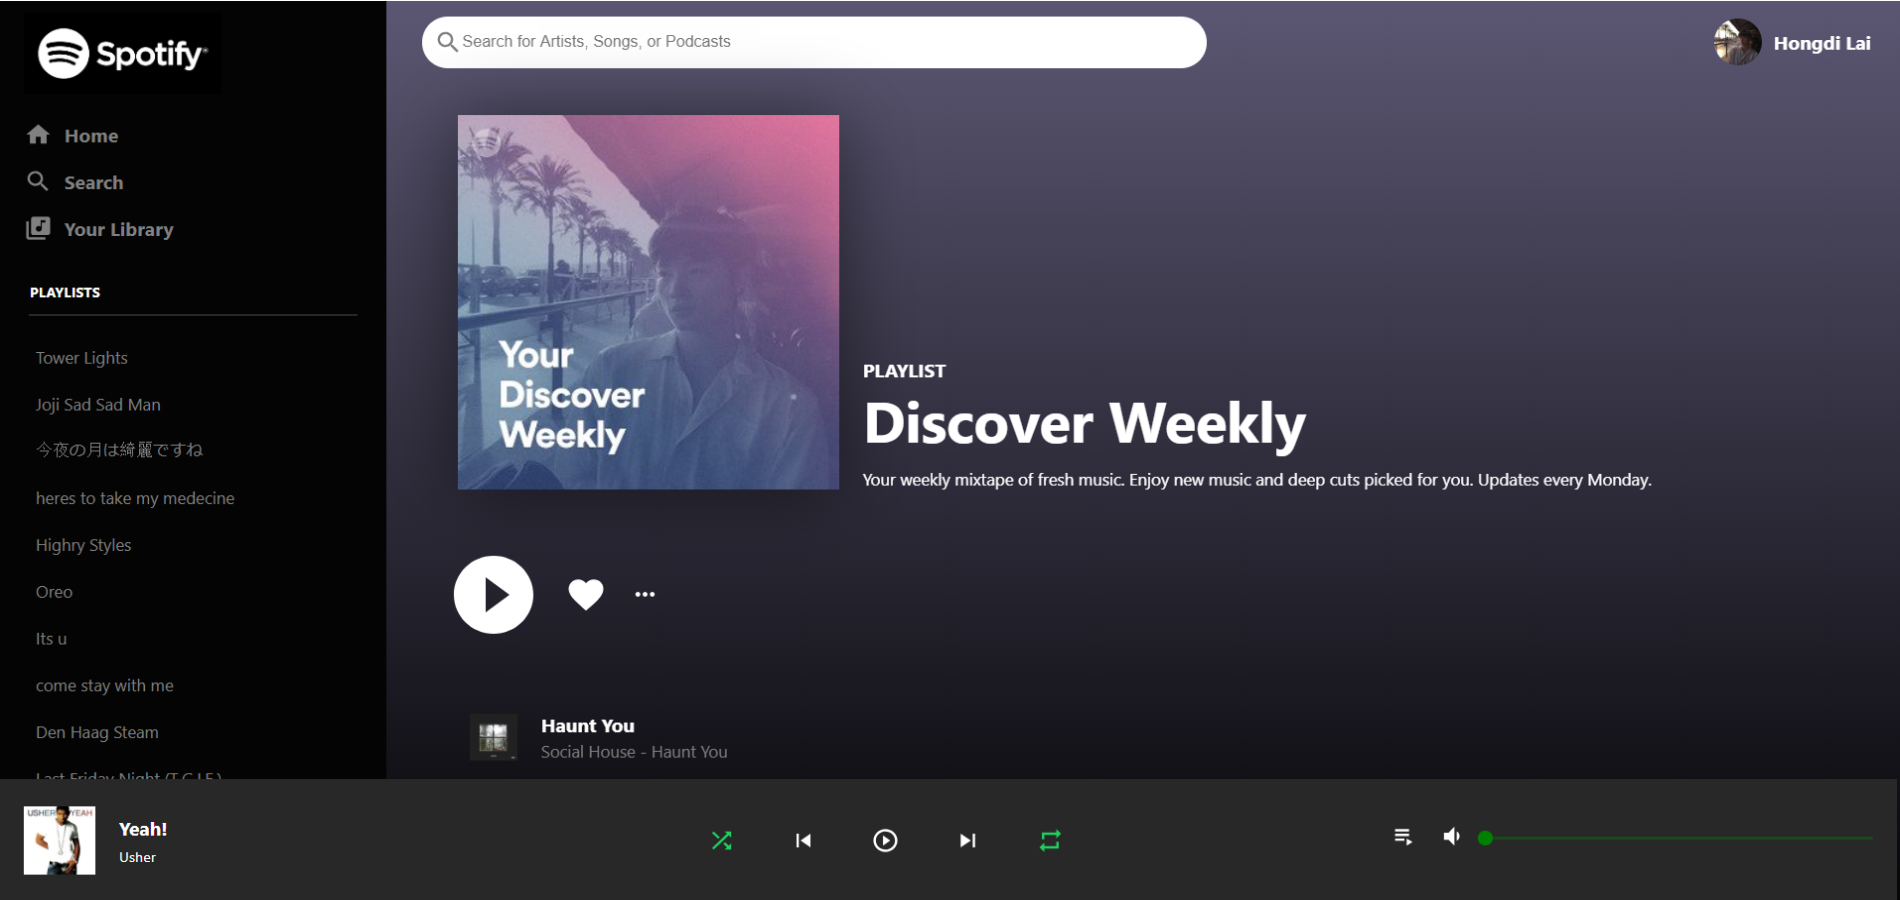 Spotify®
Home
Search
Your Library
PLAYLISTS
Tower Lights
Joji Sad Sad Man
今夜の月は綺麗ですね
heres to take my medecine
Highry Styles
Oreo
Its u
come stay with me
Den Haag Steam
Last Friday Night (T.G.I.F.)
Search for Artists, Songs, or Podcasts
Hongdi Lai
Your
Discover
Weekly
PLAYLIST
Discover Weekly
Your weekly mixtape of fresh music. Enjoy new music and deep cuts picked for you. Updates every Monday.
Haunt You
Social House - Haunt You
USHER YEAH
Yeah!
Usher